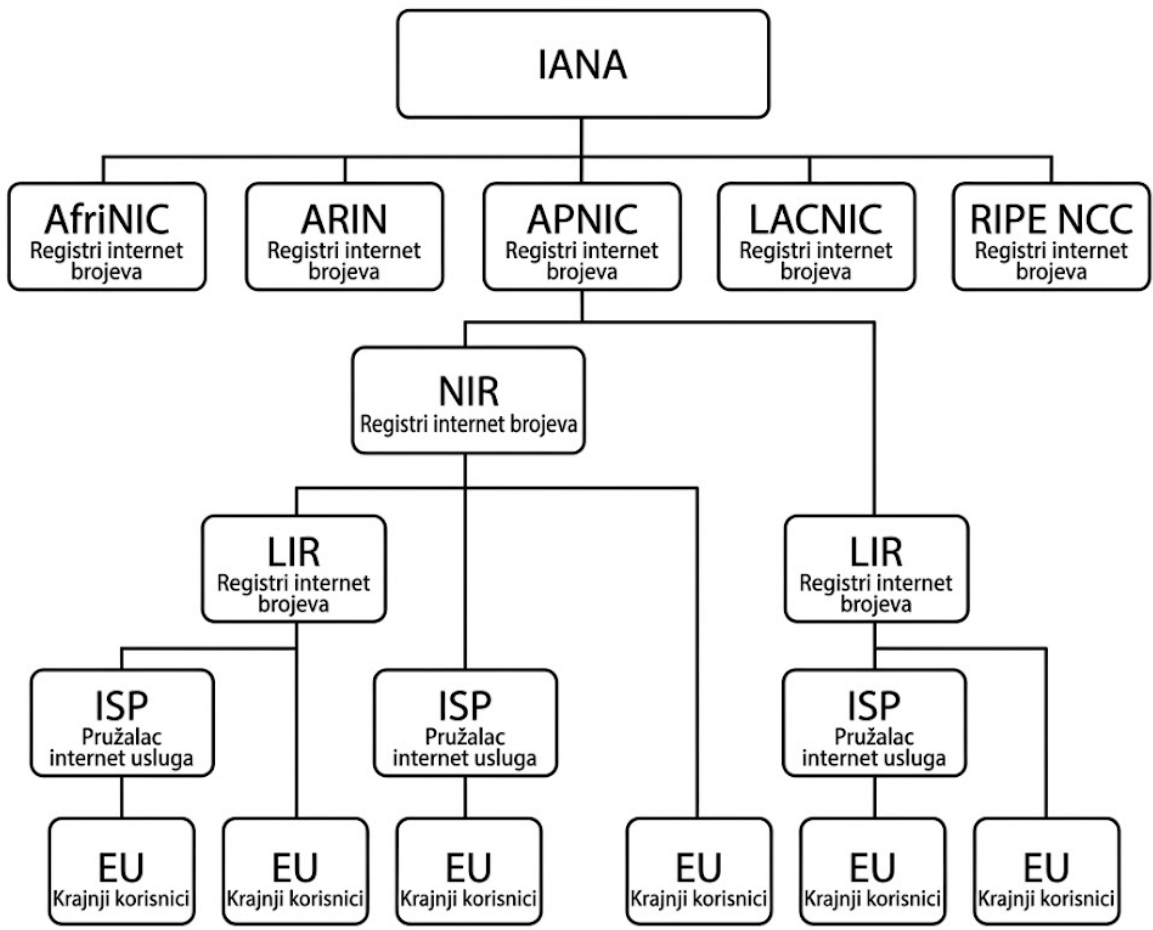 IANA
AfriNIC
Registri internet
brojeva
ARIN
Registri internet
brojeva
APNIC
Registri internet
brojeva
LACNIC
Registri internet
brojeva
RIPE NCC
Registri internet
brojeva
NIR
Registri internet brojeva
LIR
Registri internet
brojeva
LIR
Registri internet
brojeva
ISP
Pružalac
internet usluga
ISP
Pružalac
internet usluga
ISP
Pružalac
internet usluga
EU
Krajnji korisnici
EU
Krajnji korisnici
EU
Krajnji korisnici
EU
Krajnji korisnici
EU
Krajnji korisnici
EU
Krajnji korisnici